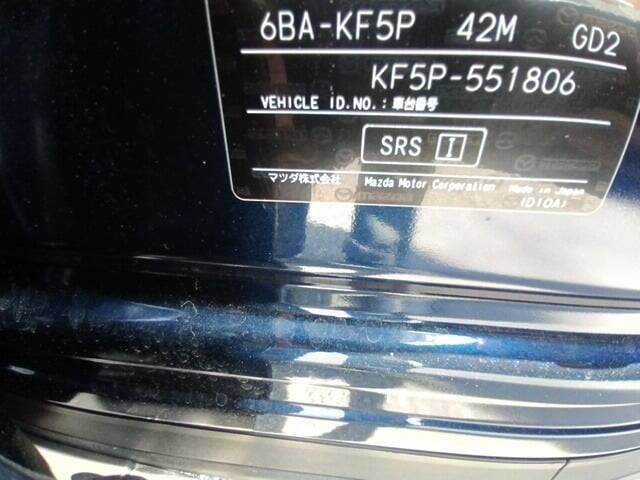 6BA-KF5P 42M GD2
KF5P-551806
VEHICLE ID.NO.:車台番号
SRS I
マツダ株式会社 Mazda Motor Corporation Made in Japan
(D10A)